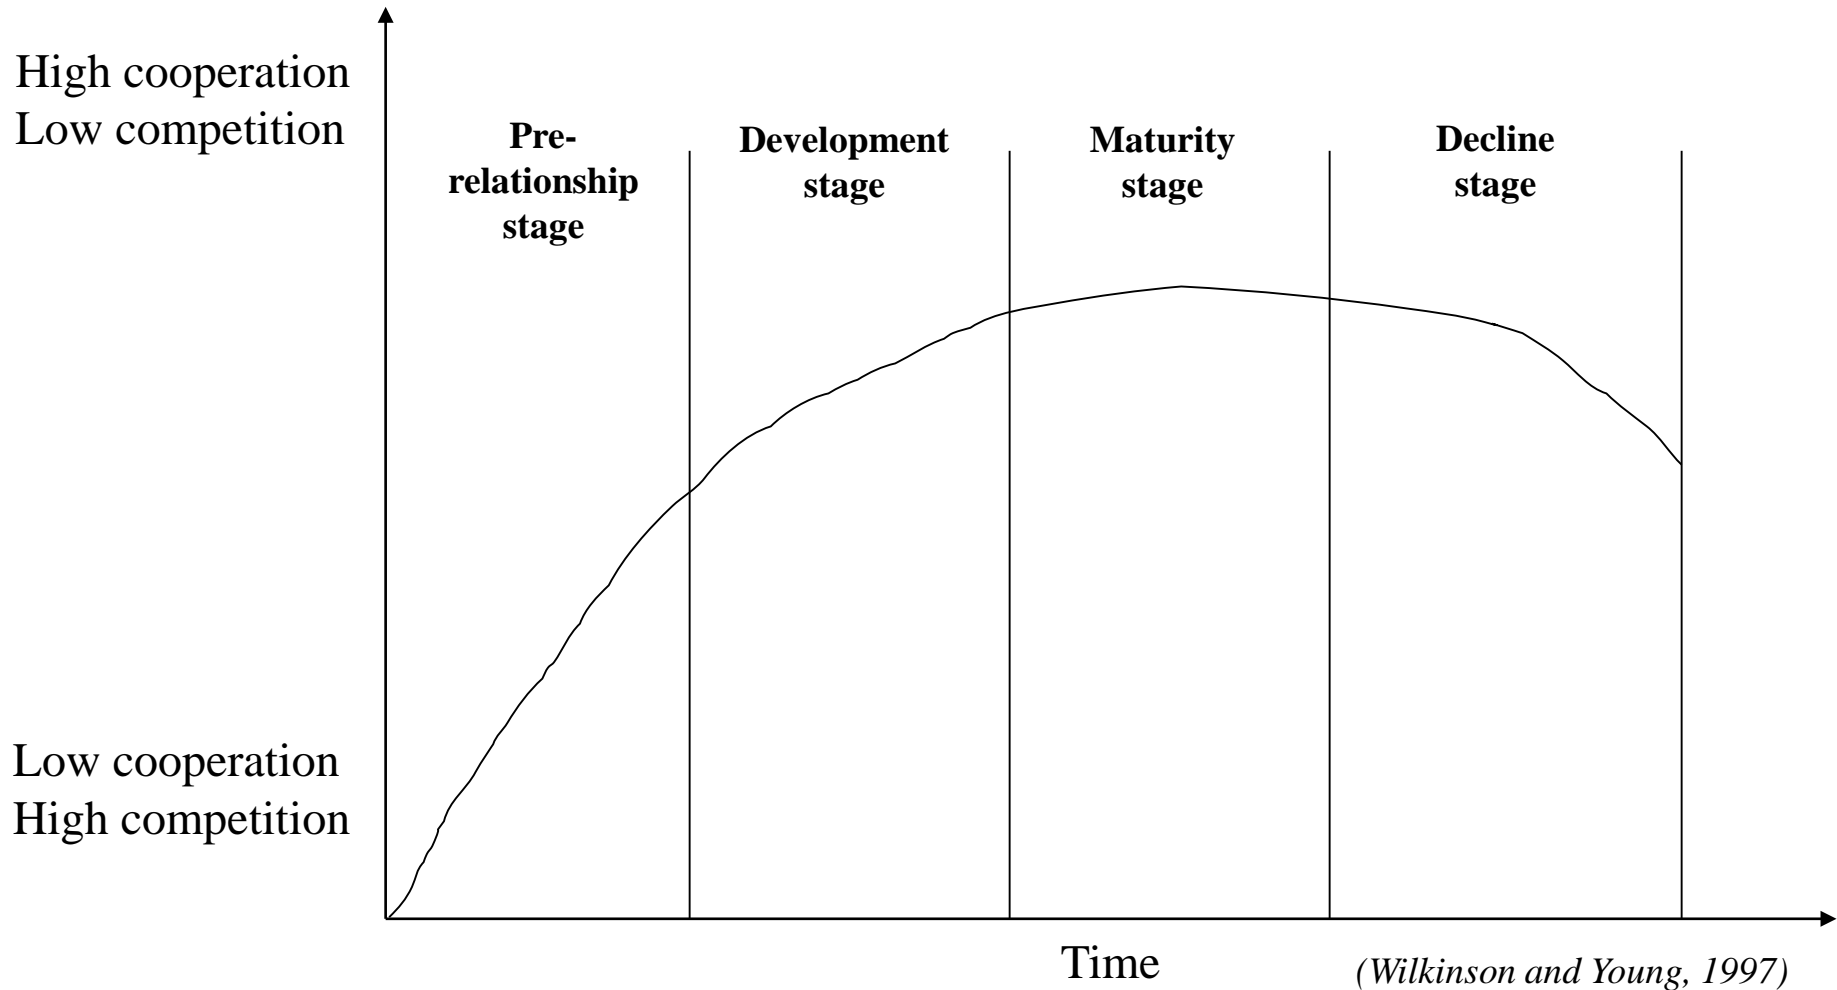 High cooperation
Low competition
Pre-
relationship
stage
Development
stage
Maturity
stage
Decline
stage
Low cooperation
High competition
Time
(Wilkinson and Young, 1997)